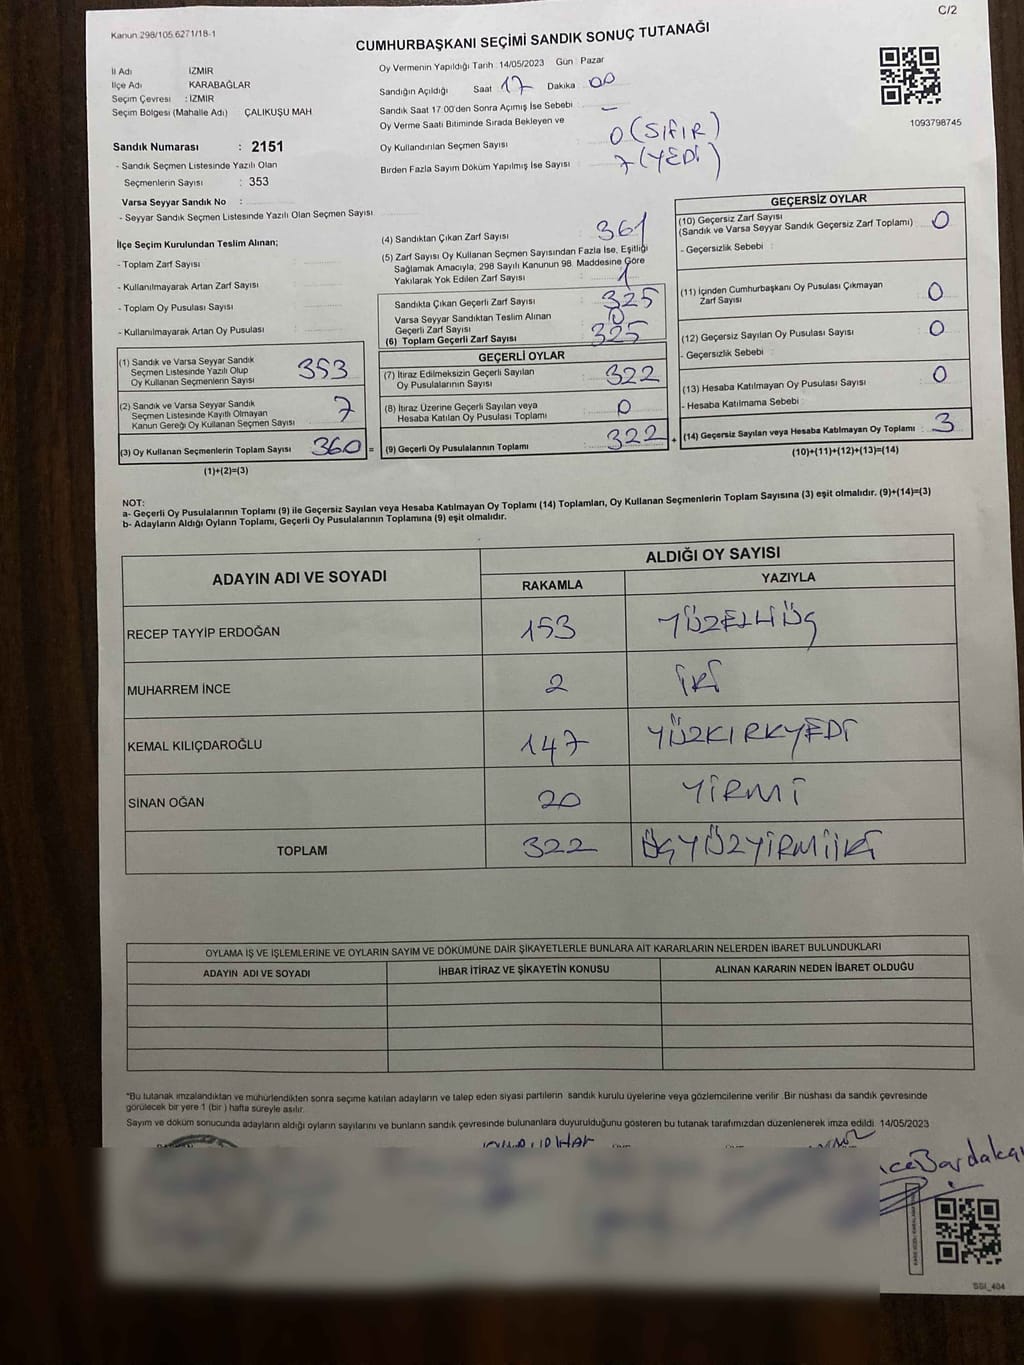 Kanun 298/105.6271/18-1
C/2
CUMHURBAŞKANI SEÇİMİ SANDIK SONUÇ TUTANAĞI
İl Adı İZMİR
İlçe Adı KARABAĞLAR
Seçim Çevresi : İZMİR
Seçim Bölgesi (Mahalle Adı) ÇALIKUŞU MAH
Sandık Numarası : 2151
- Sandık Seçmen Listesinde Yazılı Olan
Seçmenlerin Sayısı : 353
Varsa Seyyar Sandık No :
- Seyyar Sandık Seçmen Listesinde Yazılı Olan Seçmen Sayısı
Oy Vermenin Yapıldığı Tarih 14/05/2023 Gün : Pazar
Sandığın Açıldığı Saat 17 Dakika 00
Sandık Saat 17.00'den Sonra Açımış İse Sebebi : –
Oy Verme Saati Bitiminde Sırada Bekleyen ve
Oy Kullandırılan Seçmen Sayısı : 0 (SIFIR)
Birden Fazla Sayım Döküm Yapılmış İse Sayısı : 7 (YEDİ)
1093798745
İlçe Seçim Kurulundan Teslim Alınan;
- Toplam Zarf Sayısı :
- Kullanılmayarak Artan Zarf Sayısı :
- Toplam Oy Pusulası Sayısı :
- Kullanılmayarak Artan Oy Pusulası :
(1) Sandık ve Varsa Seyyar Sandık
Seçmen Listesinde Yazılı Olup
Oy Kullanan Seçmenlerin Sayısı 353
(2) Sandık ve Varsa Seyyar Sandık
Seçmen Listesinde Kayıtlı Olmayan
Kanun Gereği Oy Kullanan Seçmen Sayısı 7
(3) Oy Kullanan Seçmenlerin Toplam Sayısı 360 =
(1)+(2)=(3)
(4) Sandıktan Çıkan Zarf Sayısı : 361
(5) Zarf Sayısı Oy Kullanan Seçmen Sayısından Fazla İse, Eşitliği
Sağlamak Amacıyla, 298 Sayılı Kanunun 98. Maddesine Göre
Yakılarak Yok Edilen Zarf Sayısı : 1
Sandıkta Çıkan Geçerli Zarf Sayısı : 325
Varsa Seyyar Sandıktan Teslim Alınan
Geçerli Zarf Sayısı : 0
(6) Toplam Geçerli Zarf Sayısı : 325
GEÇERLİ OYLAR
(7) İtiraz Edilmeksizin Geçerli Sayılan
Oy Pusulalarının Sayısı : 322
(8) İtiraz Üzerine Geçerli Sayılan veya
Hesaba Katılan Oy Pusulası Toplamı : 0
(9) Geçerli Oy Pusulalarının Toplamı : 322 +
GEÇERSİZ OYLAR
(10) Geçersiz Zarf Sayısı
(Sandık ve Varsa Seyyar Sandık Geçersiz Zarf Toplamı) : 0
- Geçersizlik Sebebi :
(11) İçinden Cumhurbaşkanı Oy Pusulası Çıkmayan
Zarf Sayısı : 0
(12) Geçersiz Sayılan Oy Pusulası Sayısı : 0
- Geçersizlik Sebebi :
(13) Hesaba Katılmayan Oy Pusulası Sayısı : 0
- Hesaba Katılmama Sebebi :
(14) Geçersiz Sayılan veya Hesaba Katılmayan Oy Toplamı : 3
(10)+(11)+(12)+(13)=(14)
NOT:
a- Geçerli Oy Pusulalarının Toplamı (9) ile Geçersiz Sayılan veya Hesaba Katılmayan Oy Toplamı (14) Toplamları, Oy Kullanan Seçmenlerin Toplam Sayısına (3) eşit olmalıdır. (9)+(14)=(3)
b- Adayların Aldığı Oyların Toplamı, Geçerli Oy Pusulalarının Toplamına (9) eşit olmalıdır.
ADAYIN ADI VE SOYADI ALDIĞI OY SAYISI
RAKAMLA YAZIYLA
RECEP TAYYİP ERDOĞAN 153 YÜZELLİÜÇ
MUHARREM İNCE 2 İKİ
KEMAL KILIÇDAROĞLU 147 YÜZKIRKYEDİ
SİNAN OĞAN 20 YİRMİ
TOPLAM 322 ÜÇYÜZYİRMİİKİ
OYLAMA İŞ VE İŞLEMLERİNE VE OYLARIN SAYIM VE DÖKÜMÜNE DAİR ŞİKAYETLERLE BUNLARA AİT KARARLARIN NELERDEN İBARET BULUNDUKLARI
ADAYIN ADI VE SOYADI İHBAR İTİRAZ VE ŞİKAYETİN KONUSU ALINAN KARARIN NEDEN İBARET OLDUĞU
*Bu tutanak imzalandıktan ve mühürlendikten sonra seçime katılan adayların ve talep eden siyasi partilerin sandık kurulu üyelerine veya gözlemcilerine verilir. Bir nüshası da sandık çevresinde
görülecek bir yere 1 (bir ) hafta süreyle asılır.
Sayım ve döküm sonucunda adayların aldığı oyların sayılarını ve bunların sandık çevresinde bulunanlara duyurulduğunu gösteren bu tutanak tarafımızdan düzenlenerek imza edildi. 14/05/2023
Bardakçı
SSI_404